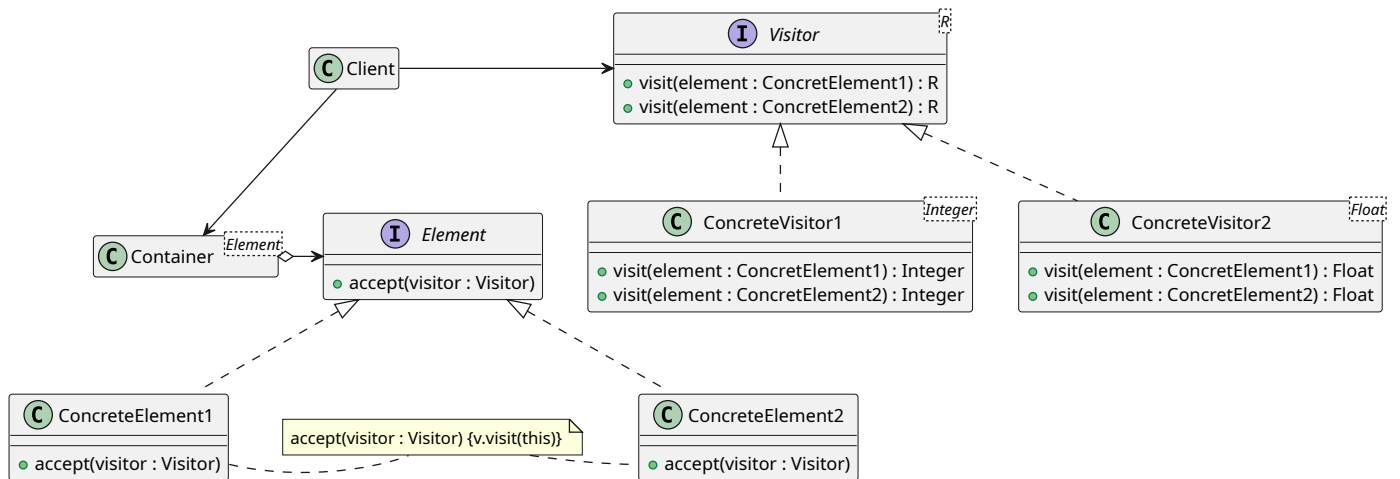 Visitor
R
+ visit(element : ConcretElement1) : R
+ visit(element : ConcretElement2) : R
Client
Container
Element
Element
accept(visitor : Visitor)
ConcreteVisitor1
Integer
visit(element : ConcretElement1) : Integer
visit(element : ConcretElement2) : Integer
ConcreteVisitor2
Float
visit(element : ConcretElement1) : Float
visit(element : ConcretElement2) : Float
ConcreteElement1
accept(visitor : Visitor)
accept(visitor : Visitor) {v.visit(this)}
ConcreteElement2
accept(visitor : Visitor)